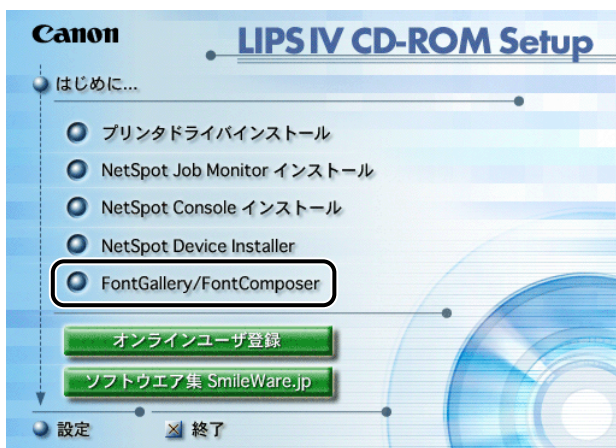 Canon
LIPS IV CD-ROM Setup
はじめに...
プリンタドライバインストール
NetSpot Job Monitor インストール
NetSpot Console インストール
NetSpot Device Installer
FontGallery/FontComposer
オンラインユーザ登録
ソフトウエア集 SmileWare.jp
設定
終了